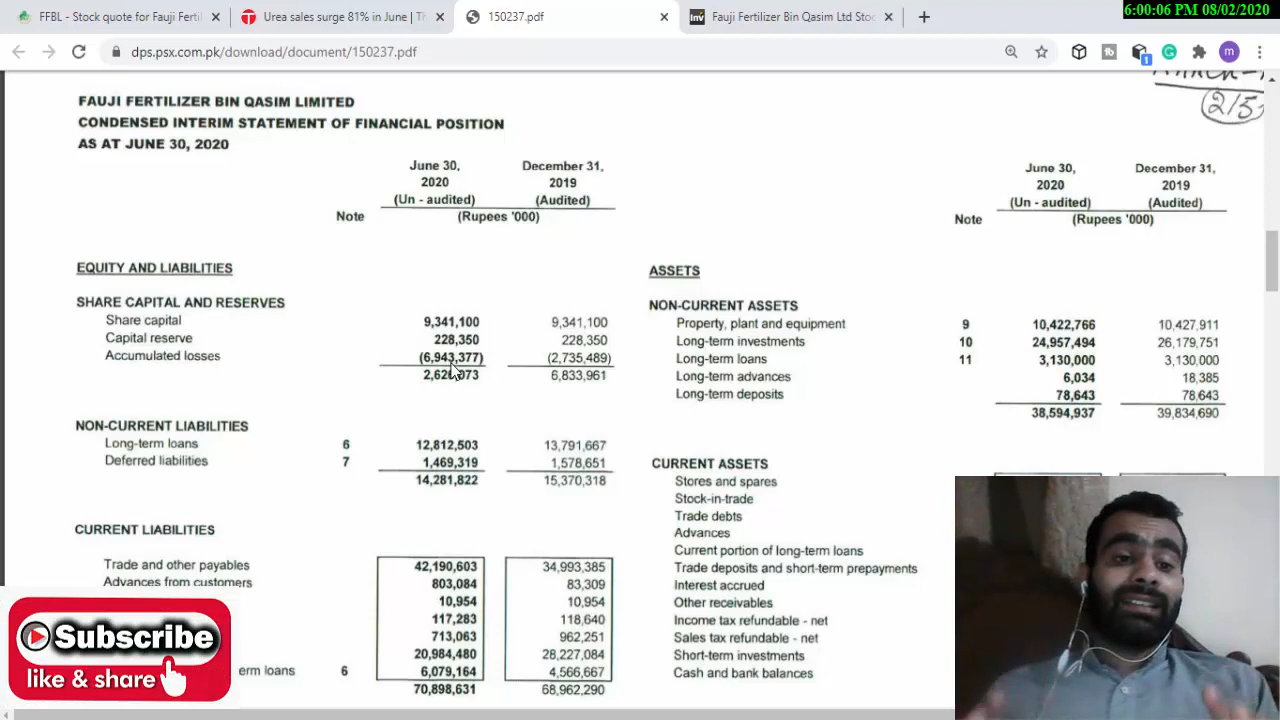 6:00:06 PM 08/02/2020
FFBL - Stock quote for Fauji Fertil
Urea sales surge 81% in June | Th
150237.pdf
Fauji Fertilizer Bin Qasim Ltd Stoc
dps.psx.com.pk/download/document/150237.pdf
FAUJI FERTILIZER BIN QASIM LIMITED
CONDENSED INTERIM STATEMENT OF FINANCIAL POSITION
AS AT JUNE 30, 2020
June 30, December 31,
2020 2019
(Un - audited) (Audited)
Note (Rupees '000)
EQUITY AND LIABILITIES
SHARE CAPITAL AND RESERVES
Share capital 9,341,100 9,341,100
Capital reserve 228,350 228,350
Accumulated losses (6,943,377) (2,735,489)
6,833,961
NON-CURRENT LIABILITIES
Long-term loans 6 12,812,503 13,791,667
Deferred liabilities 7 1,469,319 1,578,651
14,281,822 15,370,318
CURRENT LIABILITIES
Trade and other payables 42,190,603 34,993,385
Advances from customers 803,084 83,309
10,954 10,954
117,283 118,640
713,063 962,251
20,984,480 28,227,084
erm loans 6 6,079,164 4,566,667
70,898,631 68,962,290
2/5
June 30, December 31,
2020 2019
(Un - audited) (Audited)
Note (Rupees '000)
ASSETS
NON-CURRENT ASSETS
Property, plant and equipment 9 10,422,766 10,427,911
Long-term investments 10 24,957,494 26,179,751
Long-term loans 11 3,130,000 3,130,000
Long-term advances 6,034 18,385
Long-term deposits 78,643 78,643
38,594,937 39,834,690
CURRENT ASSETS
Stores and spares
Stock-in-trade
Trade debts
Advances
Current portion of long-term loans
Trade deposits and short-term prepayments
Interest accrued
Other receivables
Income tax refundable - net
Sales tax refundable - net
Short-term investments
Cash and bank balances
Subscribe
like & share